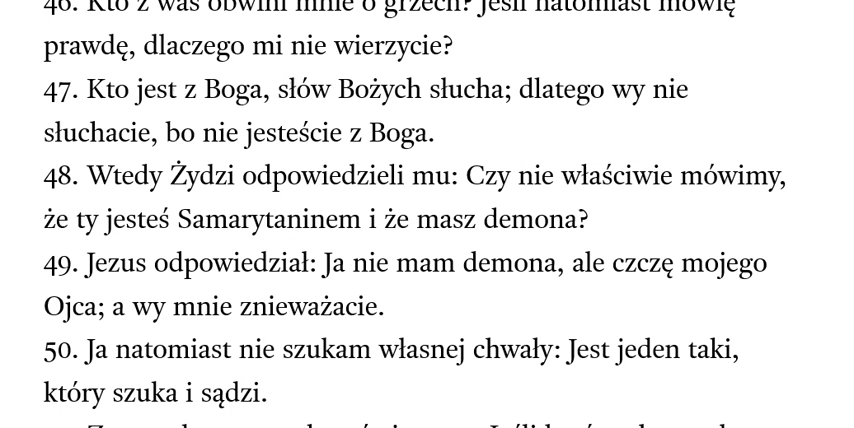 46. Kto z was obwini mnie o grzech? Jeśli natomiast mówię
prawdę, dlaczego mi nie wierzycie?
47. Kto jest z Boga, słów Bożych słucha; dlatego wy nie
słuchacie, bo nie jesteście z Boga.
48. Wtedy Żydzi odpowiedzieli mu: Czy nie właściwie mówimy,
że ty jesteś Samarytaninem i że masz demona?
49. Jezus odpowiedział: Ja nie mam demona, ale czczę mojego
Ojca; a wy mnie znieważacie.
50. Ja natomiast nie szukam własnej chwały: Jest jeden taki,
który szuka i sądzi.